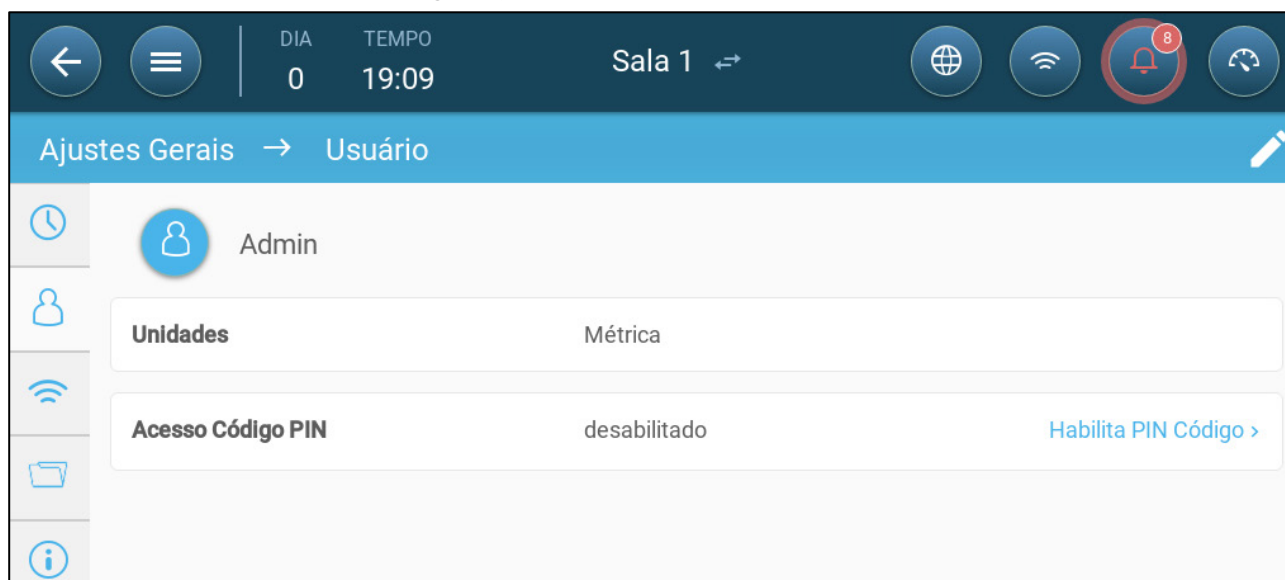 DIA TEMPO
0 19:09 Sala 1 8
Ajustes Gerais → Usuário
Admin
Unidades Métrica
Acesso Código PIN desabilitado Habilita PIN Código >